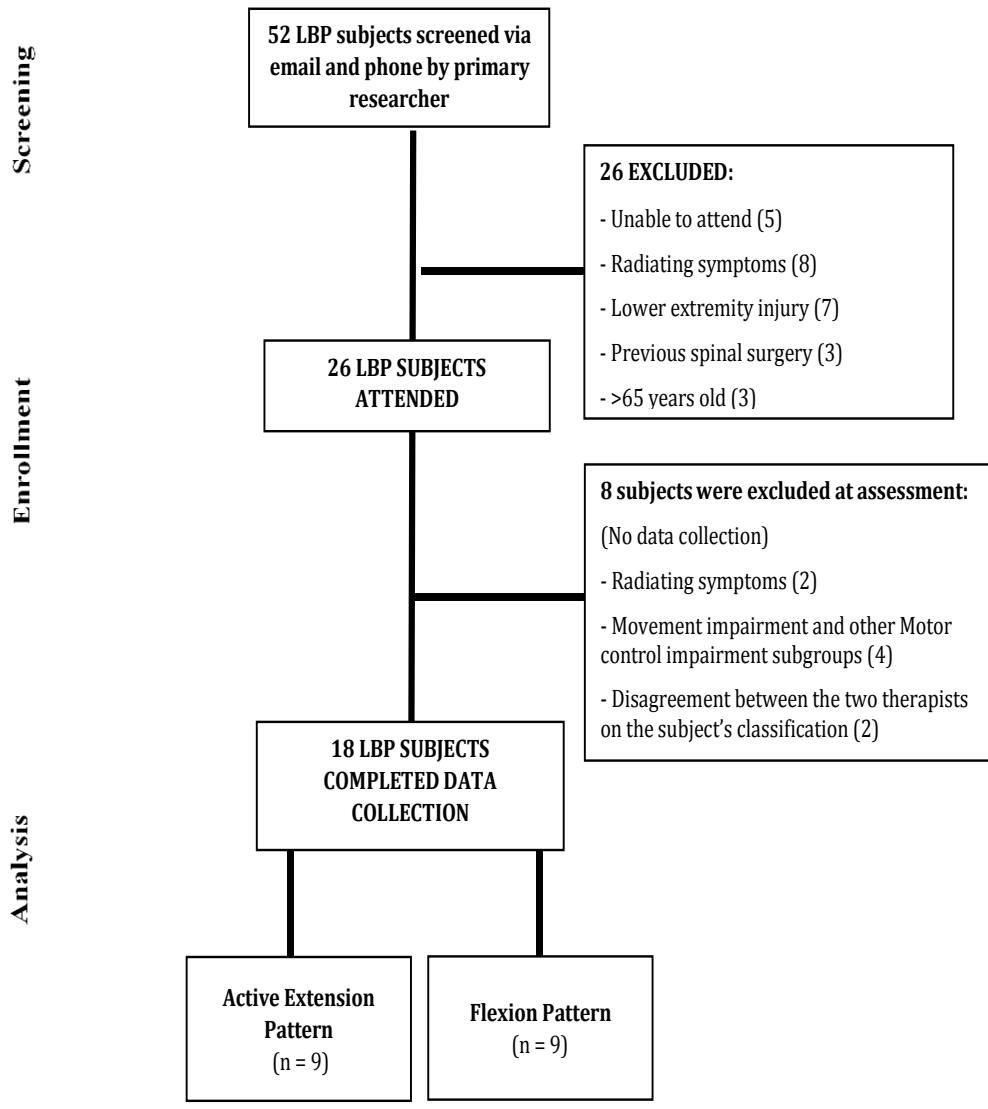 Screening
52 LBP subjects screened via
email and phone by primary
researcher
26 EXCLUDED:
- Unable to attend (5)
- Radiating symptoms (8)
- Lower extremity injury (7)
- Previous spinal surgery (3)
- >65 years old (3)
Enrollment
26 LBP SUBJECTS
ATTENDED
8 subjects were excluded at assessment:
(No data collection)
- Radiating symptoms (2)
- Movement impairment and other Motor
control impairment subgroups (4)
- Disagreement between the two therapists
on the subject’s classification (2)
Analysis
18 LBP SUBJECTS
COMPLETED DATA
COLLECTION
Active Extension
Pattern
(n = 9)
Flexion Pattern
(n = 9)